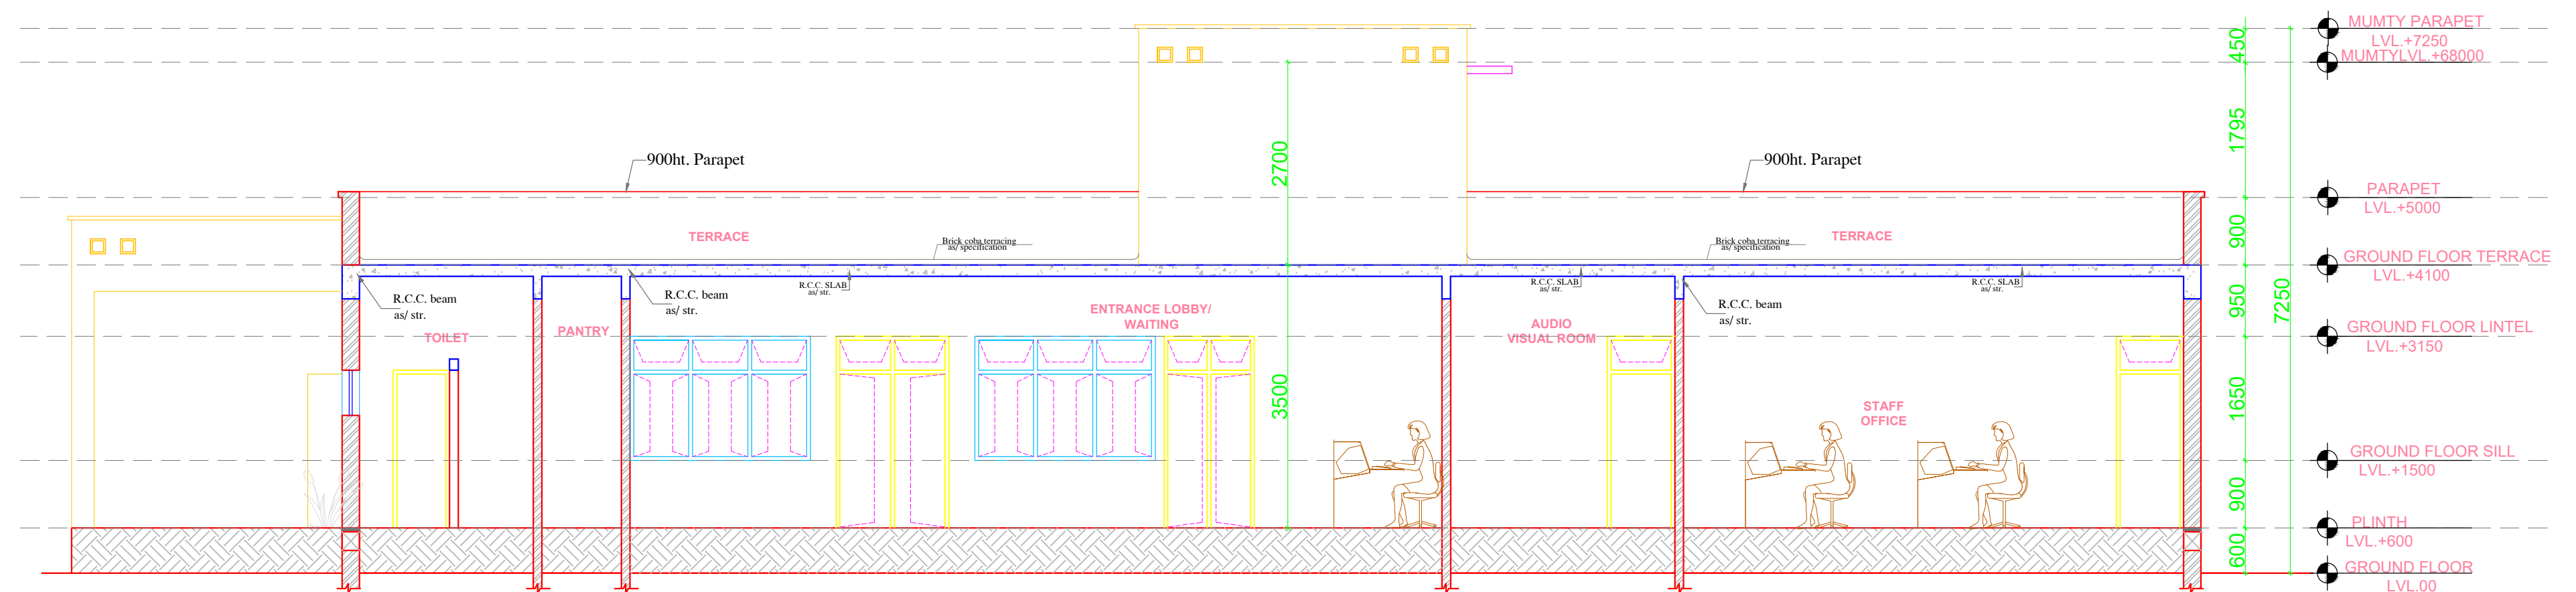 MUMTY PARAPET
LVL.+7250
450
MUMTYLVL.+68000
2700
1795
900ht. Parapet
900ht. Parapet
PARAPET
LVL.+5000
TERRACE
Brick coba terracing
as/ specification
Brick coba terracing
as/ specification
TERRACE
900
GROUND FLOOR TERRACE
LVL.+4100
R.C.C. beam
as/ str.
R.C.C. beam
as/ str.
R.C.C. SLAB
as/ str.
R.C.C. SLAB
as/ str.
R.C.C. beam
as/ str.
R.C.C. SLAB
as/ str.
950
7250
TOILET
PANTRY
ENTRANCE LOBBY/
WAITING
AUDIO
VISUAL ROOM
GROUND FLOOR LINTEL
LVL.+3150
3500
STAFF
OFFICE
1650
GROUND FLOOR SILL
LVL.+1500
900
PLINTH
LVL.+600
600
GROUND FLOOR
LVL.00